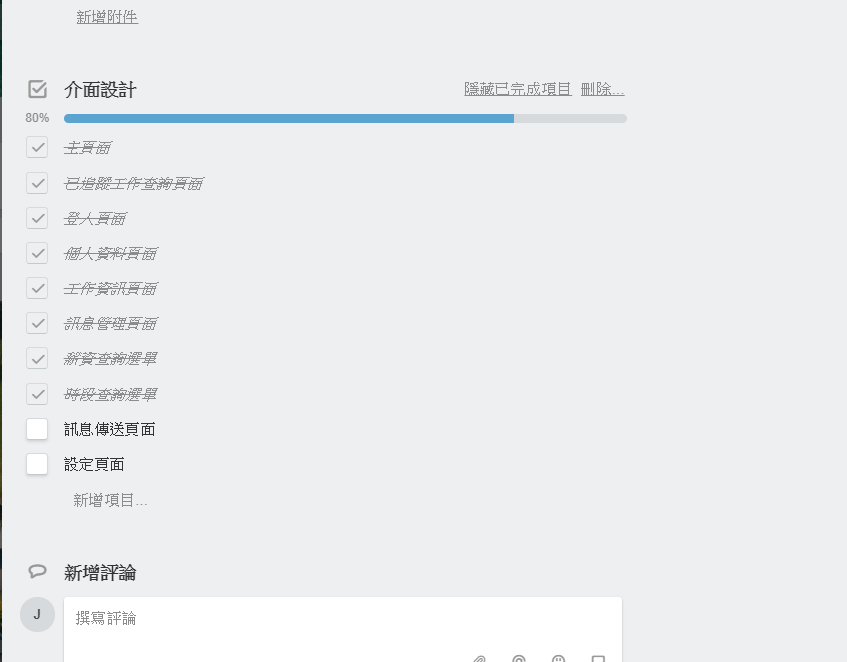 新增附件
介面設計
隱藏已完成項目 刪除...
80%
主頁面
已追蹤工作查詢頁面
登入頁面
個人資料頁面
工作資訊頁面
訊息管理頁面
薪資查詢選單
時段查詢選單
訊息傳送頁面
設定頁面
新增項目...
新增評論
J
撰寫評論